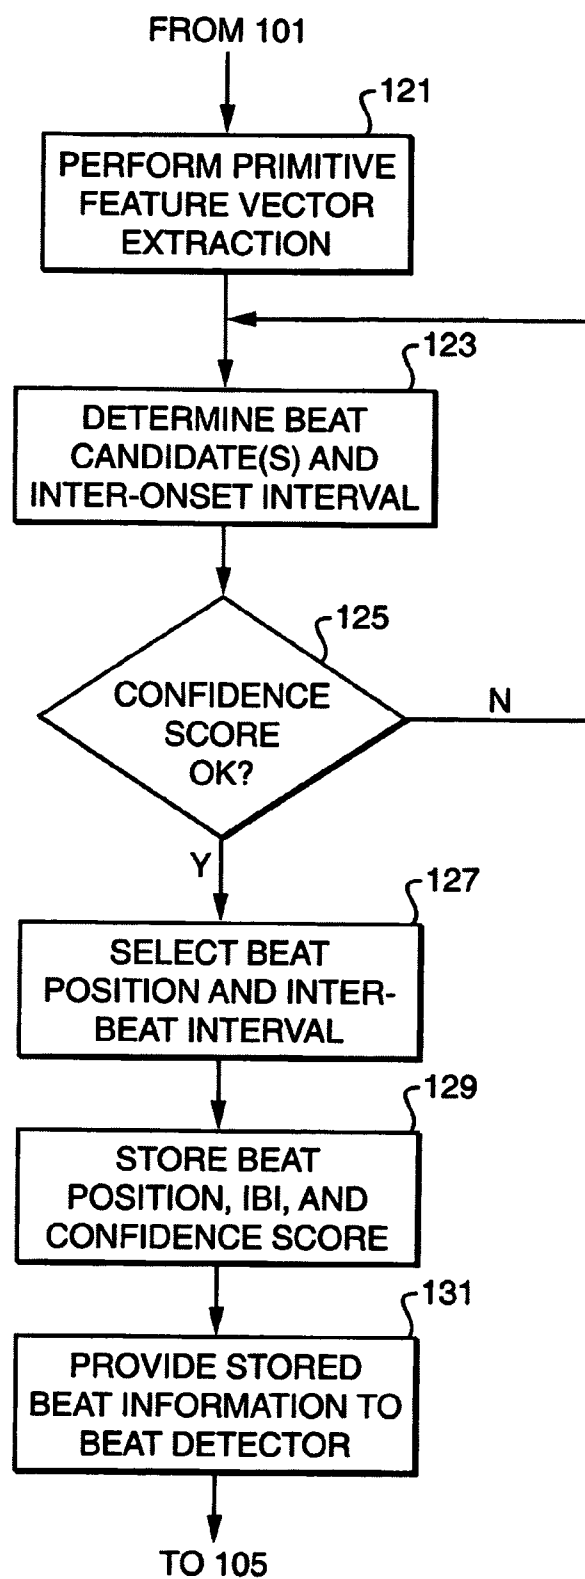 FROM 101
121
PERFORM PRIMITIVE
FEATURE VECTOR
EXTRACTION
123
DETERMINE BEAT
CANDIDATE(S) AND
INTER-ONSET INTERVAL
125
CONFIDENCE
SCORE
OK?
N
Y
127
SELECT BEAT
POSITION AND INTER-
BEAT INTERVAL
129
STORE BEAT
POSITION, IBI, AND
CONFIDENCE SCORE
131
PROVIDE STORED
BEAT INFORMATION TO
BEAT DETECTOR
TO 105